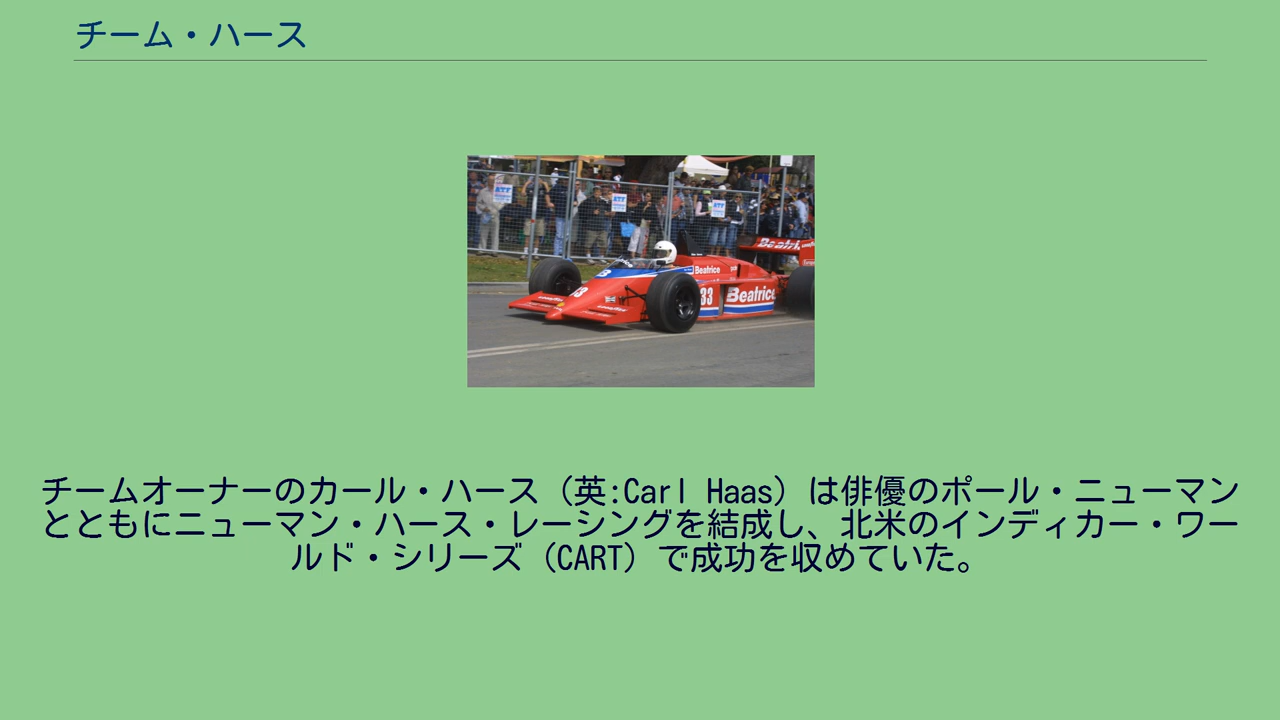 チーム・ハース
ATT
Beatrice
Beatrice
33
Beatrice
チームオーナーのカール・ハース（英:Carl Haas）は俳優のポール・ニューマン
とともにニューマン・ハース・レーシングを結成し、北米のインディカー・ワー
ルド・シリーズ（CART）で成功を収めていた。